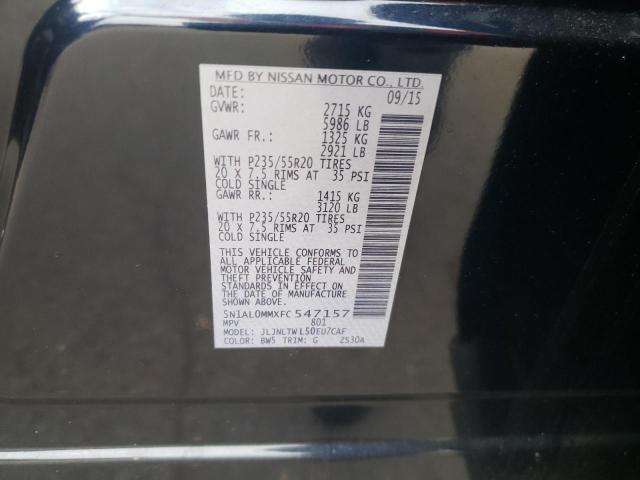 MFD BY NISSAN MOTOR CO., LTD.
DATE: 09/15
GVWR: 2715 KG
5986 LB
GAWR FR.: 1325 KG
2921 LB
WITH P235/55R20 TIRES
20 X 7.5 RIMS AT 35 PSI
COLD SINGLE
GAWR RR.: 1415 KG
3120 LB
WITH P235/55R20 TIRES
20 X 7.5 RIMS AT 35 PSI
COLD SINGLE
THIS VEHICLE CONFORMS TO
ALL APPLICABLE FEDERAL
MOTOR VEHICLE SAFETY AND
THEFT PREVENTION
STANDARDS IN EFFECT ON THE
DATE OF MANUFACTURE SHOWN
ABOVE.
5N1AL0MMXFC547157
MPV 801
MODEL: JLJNLTWL50EU7CAF
COLOR: BW5 TRIM: G ZS30A